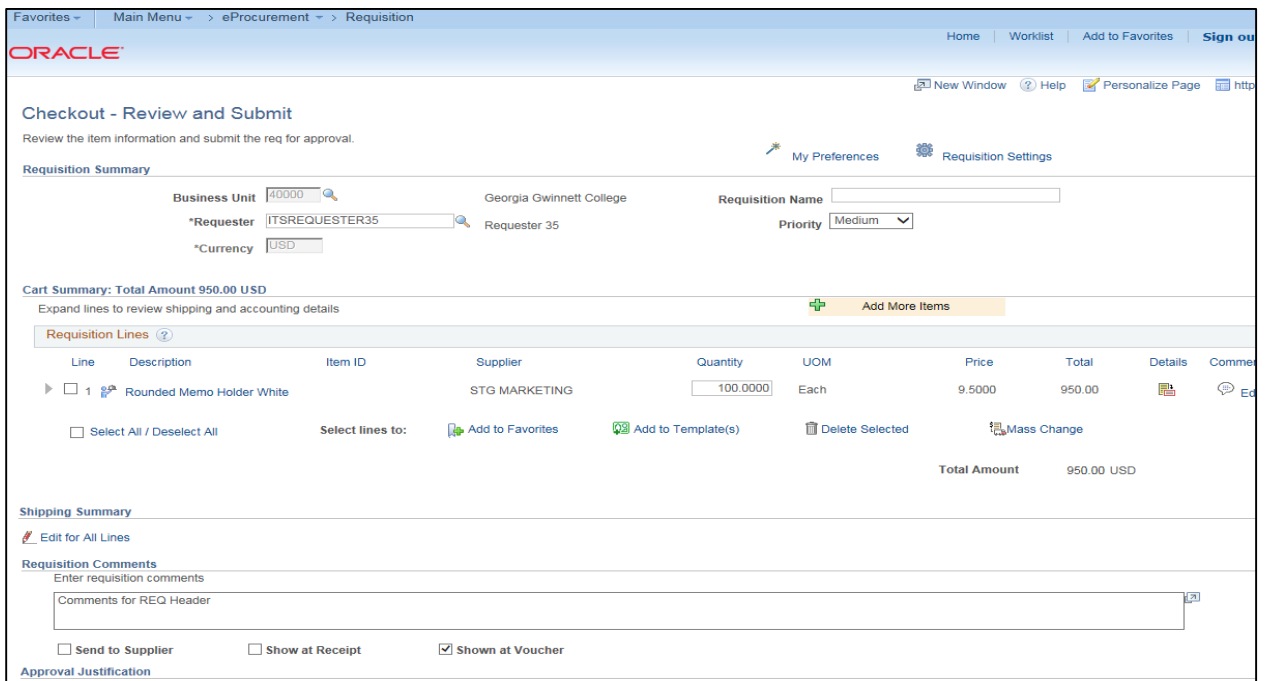 Favorites Main Menu > eProcurement > Requisition
ORACLE
Home Worklist Add to Favorites Sign ou
New Window Help Personalize Page http
Checkout - Review and Submit
Review the item information and submit the req for approval.
My Preferences Requisition Settings
Requisition Summary
Business Unit 40000 Georgia Gwinnett College Requisition Name
*Requester ITSREQUESTER35 Requester 35 Priority Medium
*Currency USD
Cart Summary: Total Amount 950.00 USD
Expand lines to review shipping and accounting details Add More Items
Requisition Lines ?
Line Description Item ID Supplier Quantity UOM Price Total Details Commen
1 Rounded Memo Holder White STG MARKETING 100.0000 Each 9.5000 950.00 Ed
Select All / Deselect All Select lines to: Add to Favorites Add to Template(s) Delete Selected Mass Change
Total Amount 950.00 USD
Shipping Summary
Edit for All Lines
Requisition Comments
Enter requisition comments
Comments for REQ Header
Send to Supplier Show at Receipt Shown at Voucher
Approval Justification